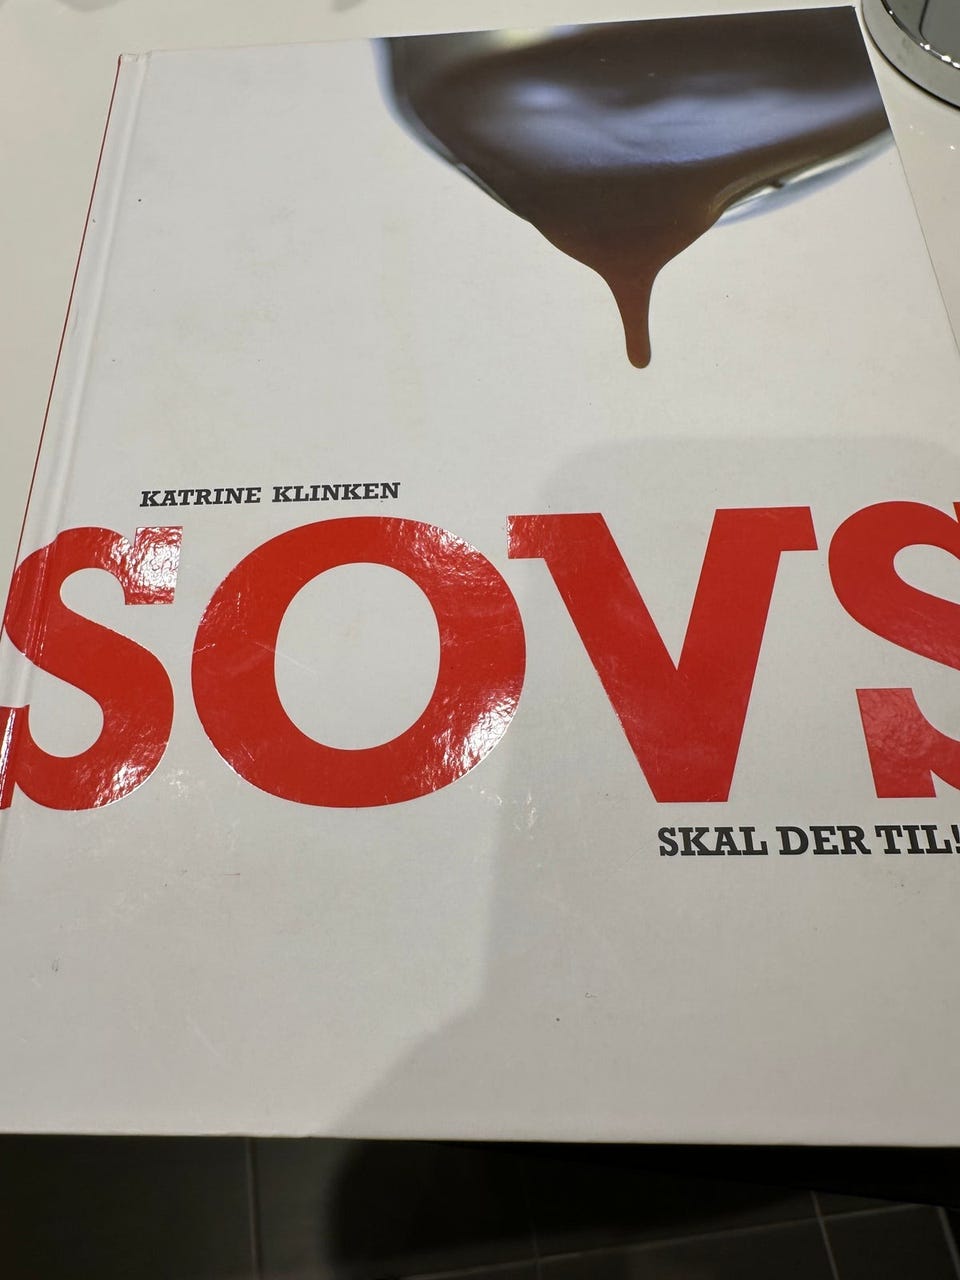 KATRINE KLINKEN
SOVS
SKAL DER TIL!